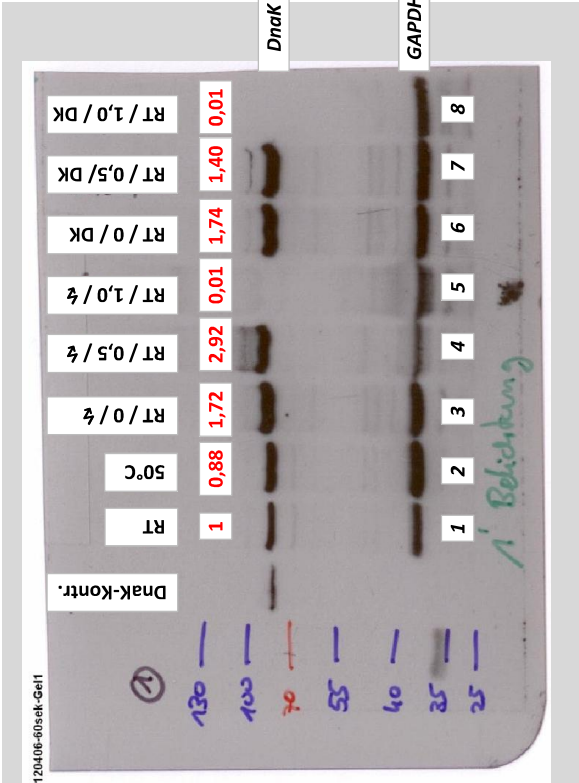 120406-60sek-Gel1
DnaK-Kontr.
RT
50°C
RT / 0 / ϟ
RT / 0,5 / ϟ
RT / 1,0 / ϟ
RT / 0 / DK
RT / 0,5/ DK
RT / 1,0 / DK
1
0,88
1,72
2,92
0,01
1,74
1,40
0,01
DnaK
GAPDH
1
2
3
4
5
6
7
8
1
130
100
70
55
40
35
25
1' Belichtung